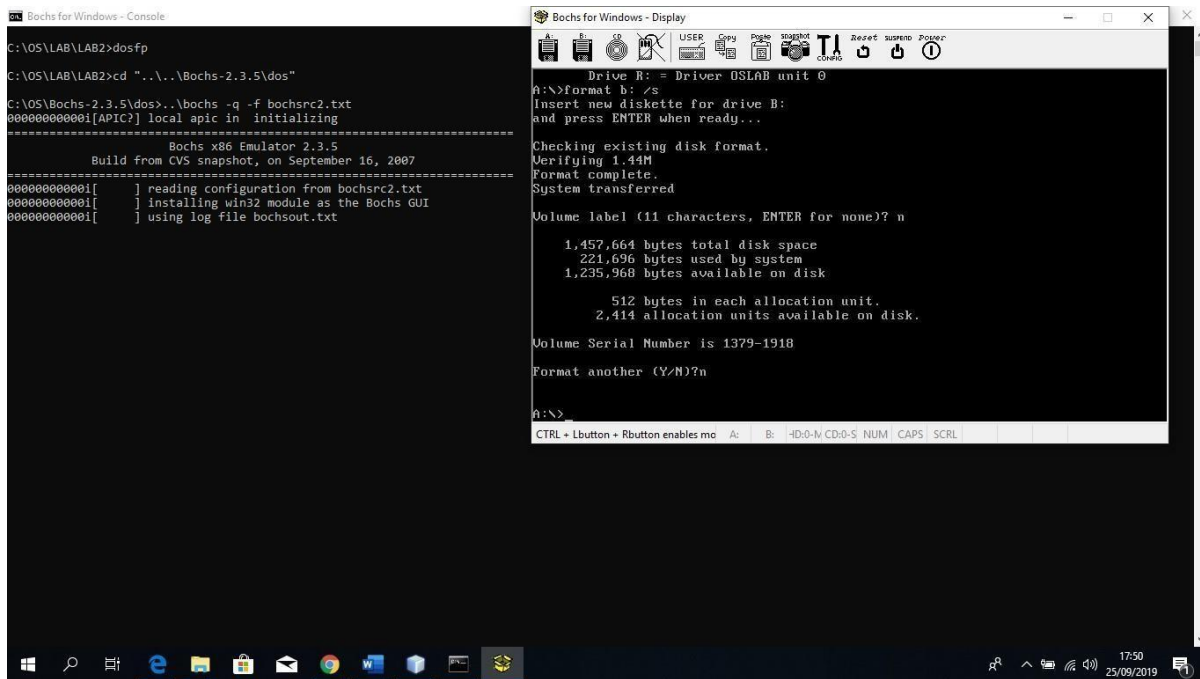 Bochs for Windows - Console
C:\OS\LAB\LAB2>dosfp
C:\OS\LAB\LAB2>cd "..\..\Bochs-2.3.5\dos"
C:\OS\Bochs-2.3.5\dos>..\bochs -q -f bochsrc2.txt
00000000000i[APIC?] local apic in  initializing
========================================================================
Bochs x86 Emulator 2.3.5
Build from CVS snapshot, on September 16, 2007
========================================================================
00000000000i[     ] reading configuration from bochsrc2.txt
00000000000i[     ] installing win32 module as the Bochs GUI
00000000000i[     ] using log file bochsout.txt
Bochs for Windows - Display
A: B: CD USER Copy Paste snapshot CONFIG Reset SUSPEND Power
Drive R: = Driver OSLAB unit 0
A:\>format b: /s
Insert new diskette for drive B:
and press ENTER when ready...
Checking existing disk format.
Verifying 1.44M
Format complete.
System transferred
Volume label (11 characters, ENTER for none)? n
1,457,664 bytes total disk space
221,696 bytes used by system
1,235,968 bytes available on disk
512 bytes in each allocation unit.
2,414 allocation units available on disk.
Volume Serial Number is 1379-1918
Format another (Y/N)?n
A:\>_
CTRL + Lbutton + Rbutton enables mo A: B: HD:0-M CD:0-S NUM CAPS SCRL
17:50
25/09/2019